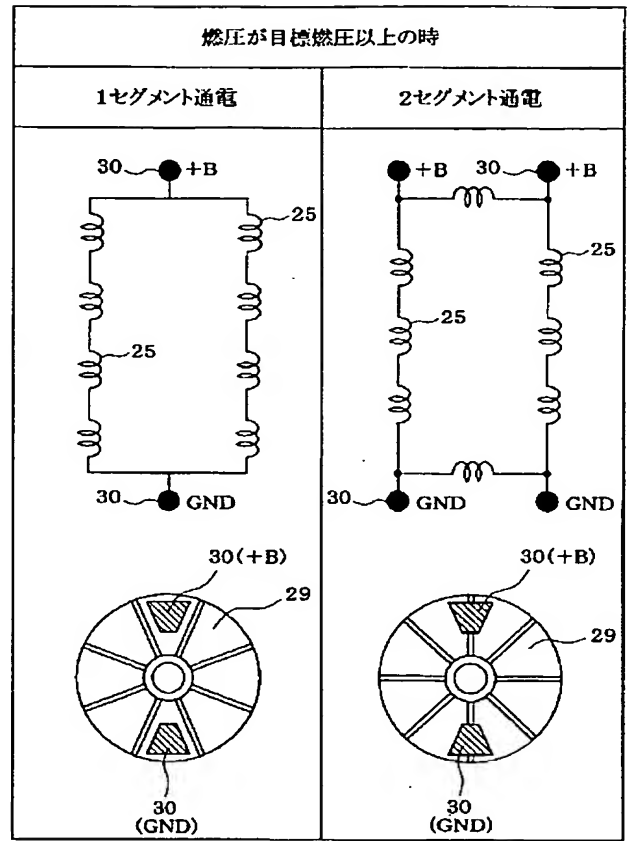 燃圧が目標燃圧以上の時
1セグメント通電
2セグメント通電
30 +B
25
25
30 GND
+B 30 +B
25
25
30 GND GND
30(+B)
29
30
(GND)
30(+B)
29
30
(GND)